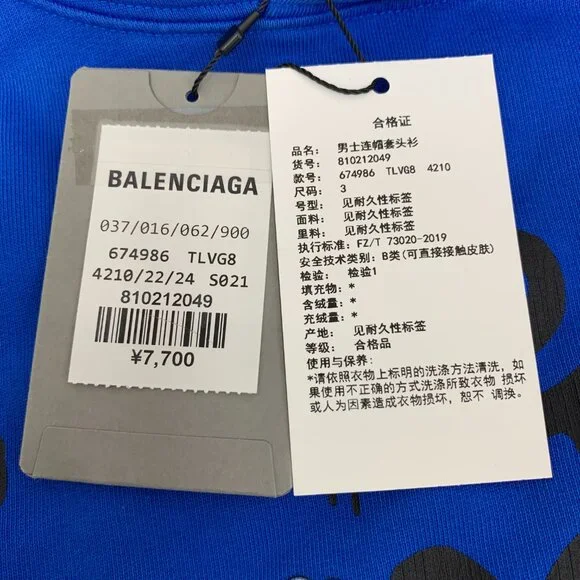 BALENCIAGA
037/016/062/900
674986 TLVG8
4210/22/24 S021
810212049
¥7,700
合格证
品名: 男士连帽套头衫
货号: 810212049
款号: 674986 TLVG8 4210
尺码: 3
号型: 见耐久性标签
面料: 见耐久性标签
里料: 见耐久性标签
执行标准: FZ/T 73020-2019
安全技术类别: B类(可直接接触皮肤)
检验: 检验1
填充物: *
含绒量: *
充绒量: *
产地: 见耐久性标签
等级: 合格品
使用与保养:
*请依照衣物上标明的洗涤方法清洗, 如
果使用不正确的方式洗涤所致衣物 损坏
或人为因素造成衣物损坏, 恕不 调换。